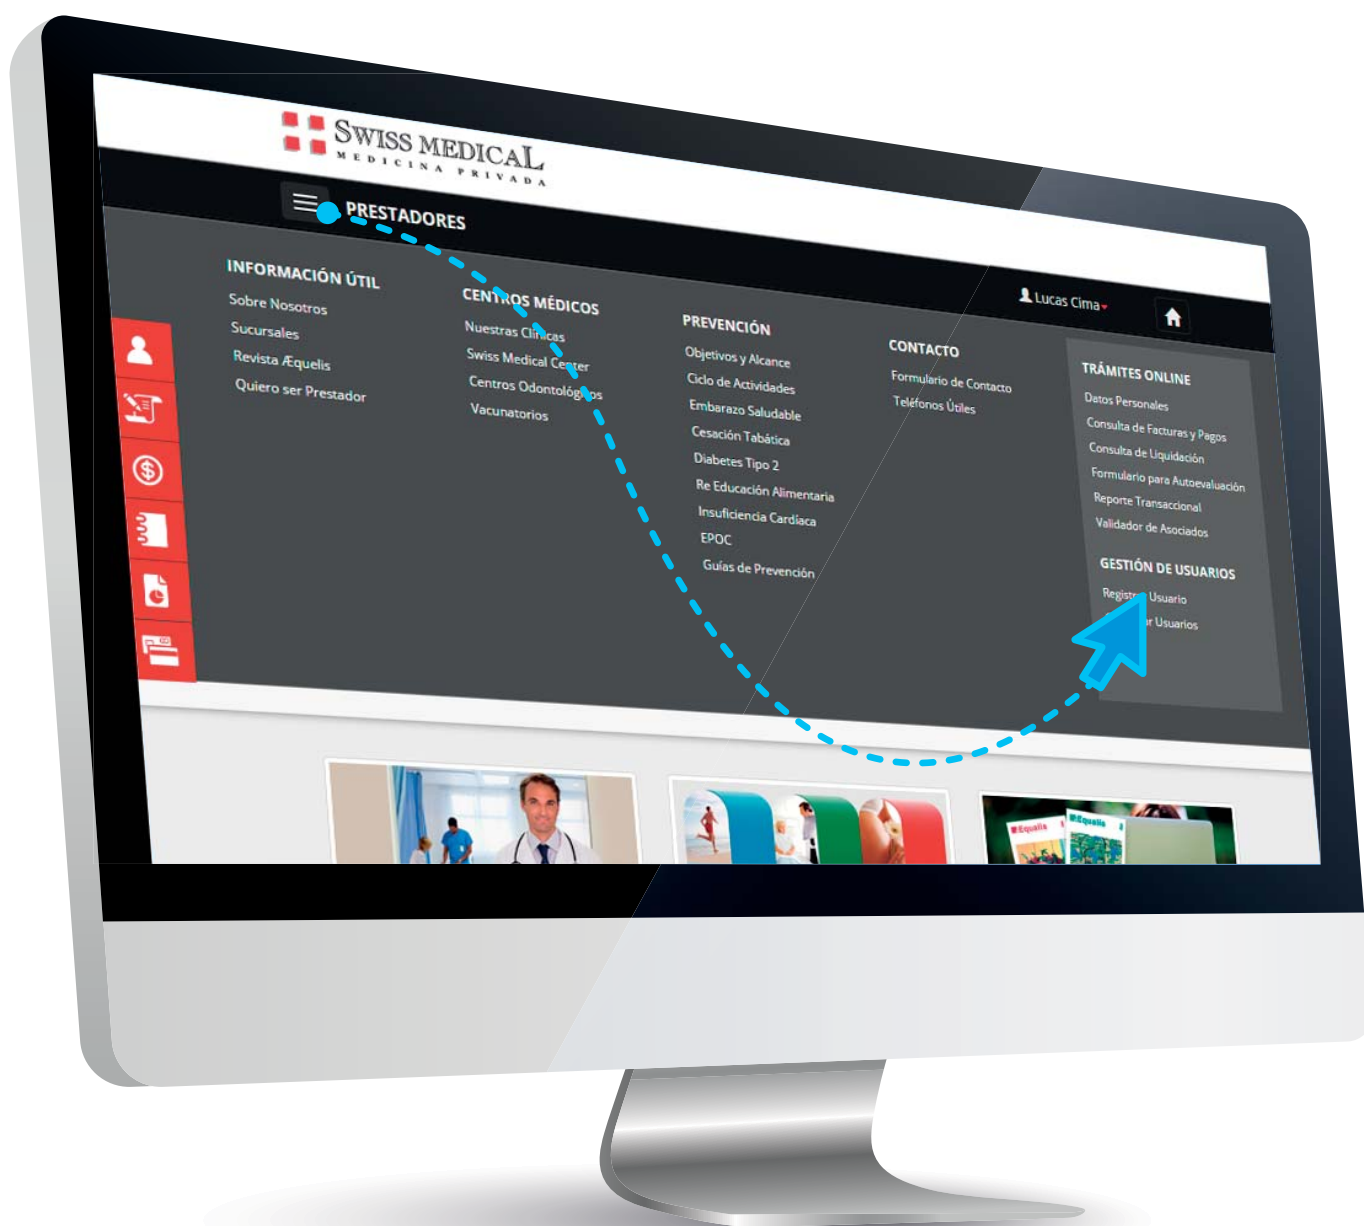 SWISS MEDICAL
MEDICINA PRIVADA
PRESTADORES
Lucas Cima
INFORMACIÓN ÚTIL
Sobre Nosotros
Sucursales
Revista Æquelis
Quiero ser Prestador
CENTROS MÉDICOS
Nuestras Clínicas
Swiss Medical Center
Centros Odontológicos
Vacunatorios
PREVENCIÓN
Objetivos y Alcance
Ciclo de Actividades
Embarazo Saludable
Cesación Tabática
Diabetes Tipo 2
Re Educación Alimentaria
Insuficiencia Cardíaca
EPOC
Guías de Prevención
CONTACTO
Formulario de Contacto
Teléfonos Útiles
TRÁMITES ONLINE
Datos Personales
Consulta de Facturas y Pagos
Consulta de Liquidación
Formulario para Autoevaluación
Reporte Transaccional
Validador de Asociados
GESTIÓN DE USUARIOS
Registrar Usuario
Usuarios
Æqualis
Æqualis